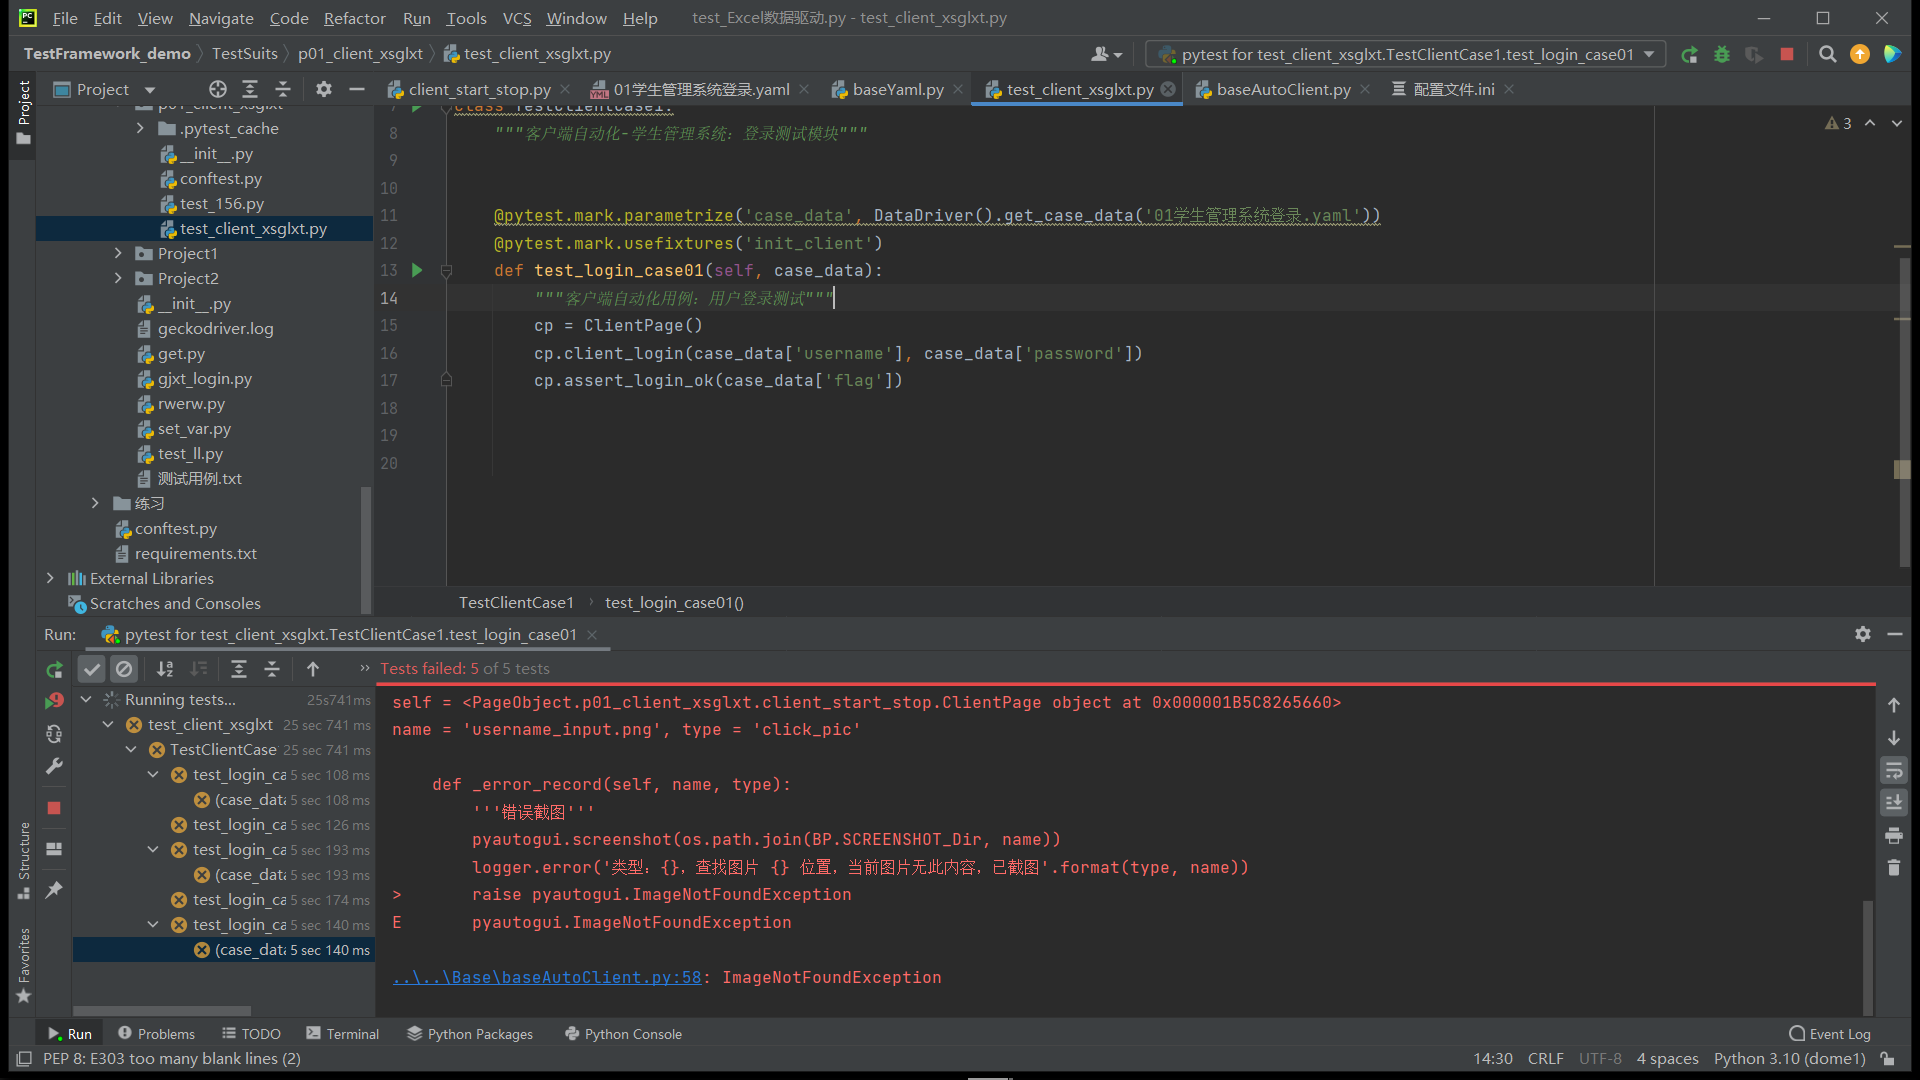 File Edit View Navigate Code Refactor Run Tools VCS Window Help test_Excel数据驱动.py - test_client_xsglxt.py
TestFramework_demo TestSuits p01_client_xsglxt test_client_xsglxt.py pytest for test_client_xsglxt.TestClientCase1.test_login_case01
Project client_start_stop.py 01学生管理系统登录.yaml baseYaml.py test_client_xsglxt.py baseAutoClient.py 配置文件.ini
Project
p01_client_xsglxt
.pytest_cache
__init__.py
conftest.py
test_156.py
test_client_xsglxt.py
Project1
Project2
__init__.py
geckodriver.log
get.py
gjxt_login.py
rwerw.py
set_var.py
test_ll.py
测试用例.txt
练习
conftest.py
requirements.txt
External Libraries
Scratches and Consoles
7 class TestClientCase1:
8 """客户端自动化-学生管理系统: 登录测试模块"""
9
10
11 @pytest.mark.parametrize('case_data', DataDriver().get_case_data('01学生管理系统登录.yaml'))
12 @pytest.mark.usefixtures('init_client')
13 def test_login_case01(self, case_data):
14 """客户端自动化用例: 用户登录测试"""
15 cp = ClientPage()
16 cp.client_login(case_data['username'], case_data['password'])
17 cp.assert_login_ok(case_data['flag'])
18
19
20
3
TestClientCase1 test_login_case01()
Run: pytest for test_client_xsglxt.TestClientCase1.test_login_case01
Tests failed: 5 of 5 tests
Running tests... 25s741ms
test_client_xsglxt 25 sec 741 ms
TestClientCase 25 sec 741 ms
test_login_ca 5 sec 108 ms
(case_data 5 sec 108 ms
test_login_ca 5 sec 126 ms
test_login_ca 5 sec 193 ms
(case_data 5 sec 193 ms
test_login_ca 5 sec 174 ms
test_login_ca 5 sec 140 ms
(case_data 5 sec 140 ms
self = <PageObject.p01_client_xsglxt.client_start_stop.ClientPage object at 0x000001B5C8265660>
name = 'username_input.png', type = 'click_pic'
def _error_record(self, name, type):
'''错误截图'''
pyautogui.screenshot(os.path.join(BP.SCREENSHOT_Dir, name))
logger.error('类型: {}, 查找图片 {} 位置, 当前图片无此内容, 已截图'.format(type, name))
> raise pyautogui.ImageNotFoundException
E pyautogui.ImageNotFoundException
..\..\Base\baseAutoClient.py:58: ImageNotFoundException
Structure
Favorites
Run Problems TODO Terminal Python Packages Python Console Event Log
PEP 8: E303 too many blank lines (2) 14:30 CRLF UTF-8 4 spaces Python 3.10 (dome1)